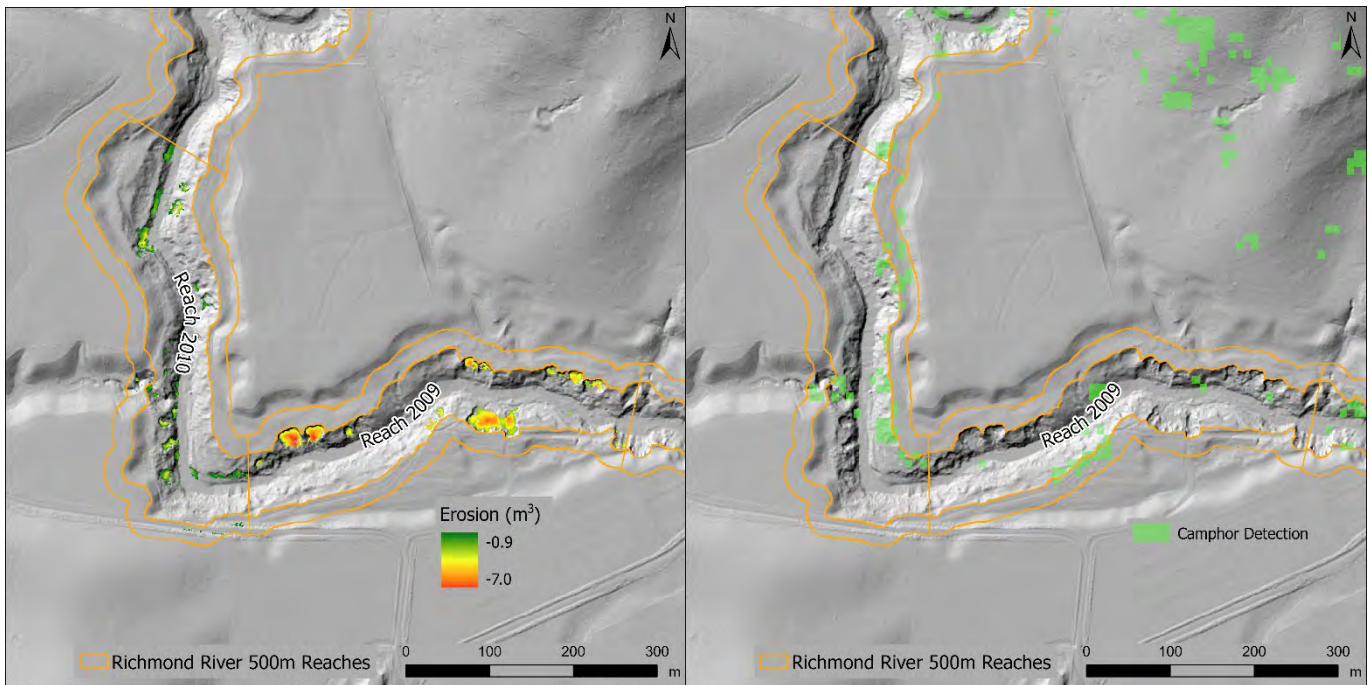 N
Reach 2010
Reach 2009
Erosion (m³)
-0.9
-7.0
Richmond River 500m Reaches
0 100 200 300
m
N
Reach 2009
Camphor Detection
Richmond River 500m Reaches
0 100 200 300
m